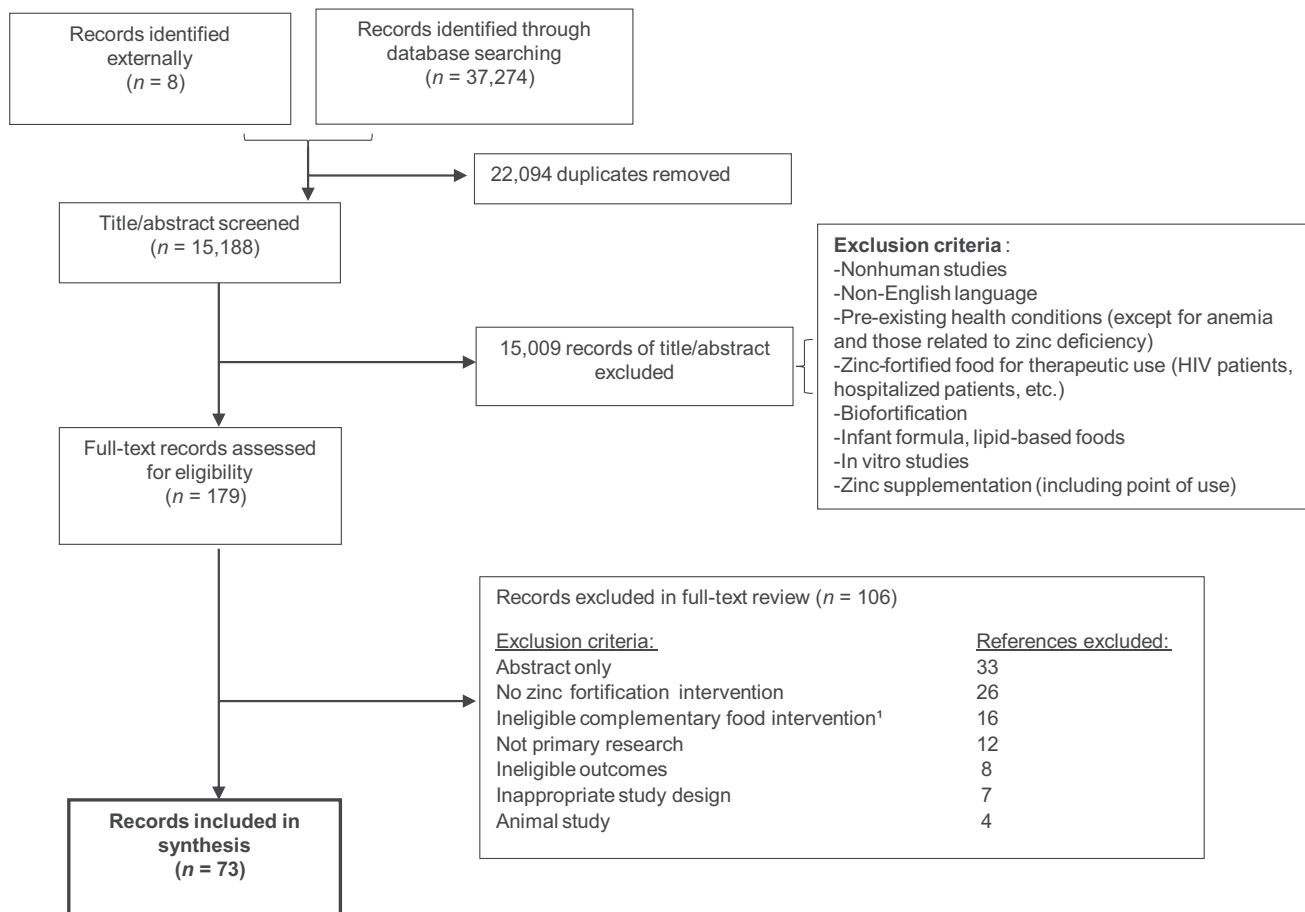 Records identified
externally
(n = 8)
Records identified through
database searching
(n = 37,274)
22,094 duplicates removed
Title/abstract screened
(n = 15,188)
Exclusion criteria :
-Nonhuman studies
-Non-English language
-Pre-existing health conditions (except for anemia
and those related to zinc deficiency)
-Zinc-fortified food for therapeutic use (HIV patients,
hospitalized patients, etc.)
-Biofortification
-Infant formula, lipid-based foods
-In vitro studies
-Zinc supplementation (including point of use)
15,009 records of title/abstract
excluded
Full-text records assessed
for eligibility
(n = 179)
Records excluded in full-text review (n = 106)
Exclusion criteria: References excluded:
Abstract only 33
No zinc fortification intervention 26
Ineligible complementary food intervention¹ 16
Not primary research 12
Ineligible outcomes 8
Inappropriate study design 7
Animal study 4
Records included in
synthesis
(n = 73)